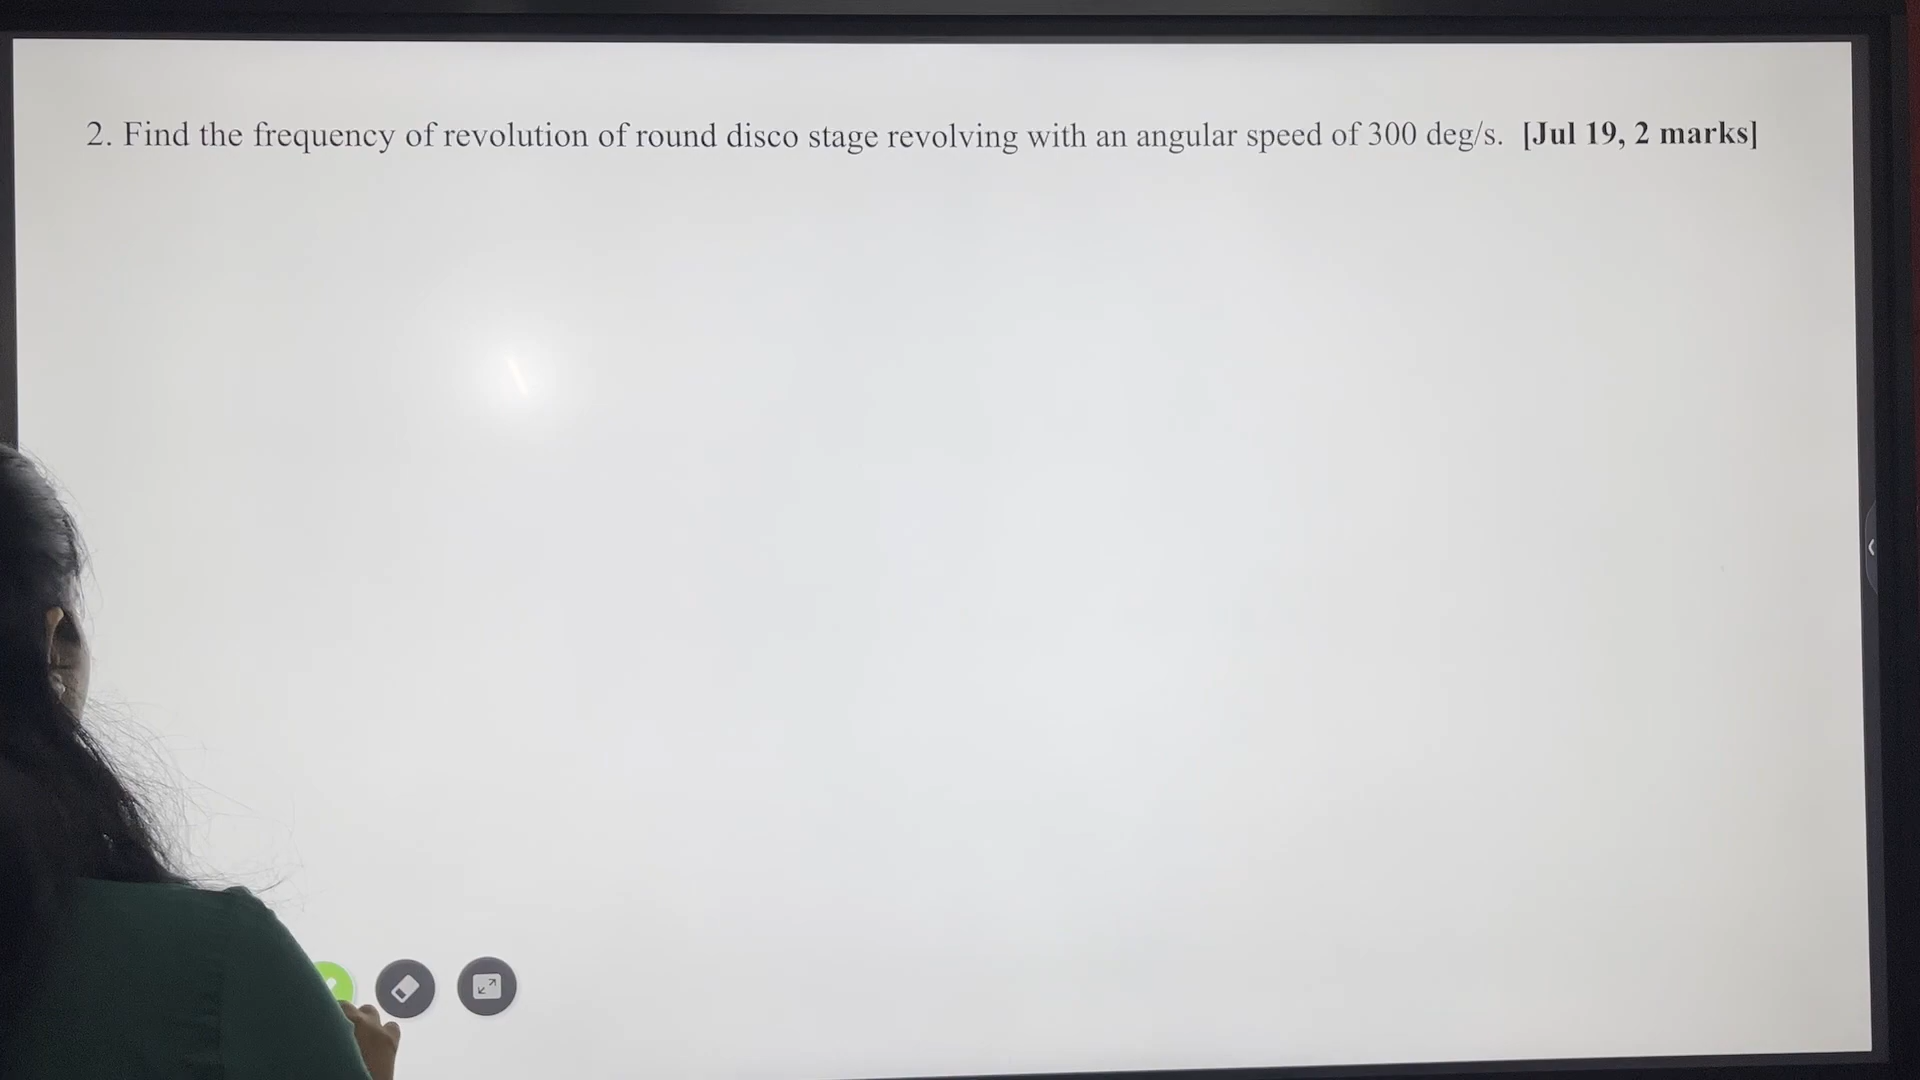 2. Find the frequency of revolution of round disco stage revolving with an angular speed of 300 deg/s. [Jul 19, 2 marks]